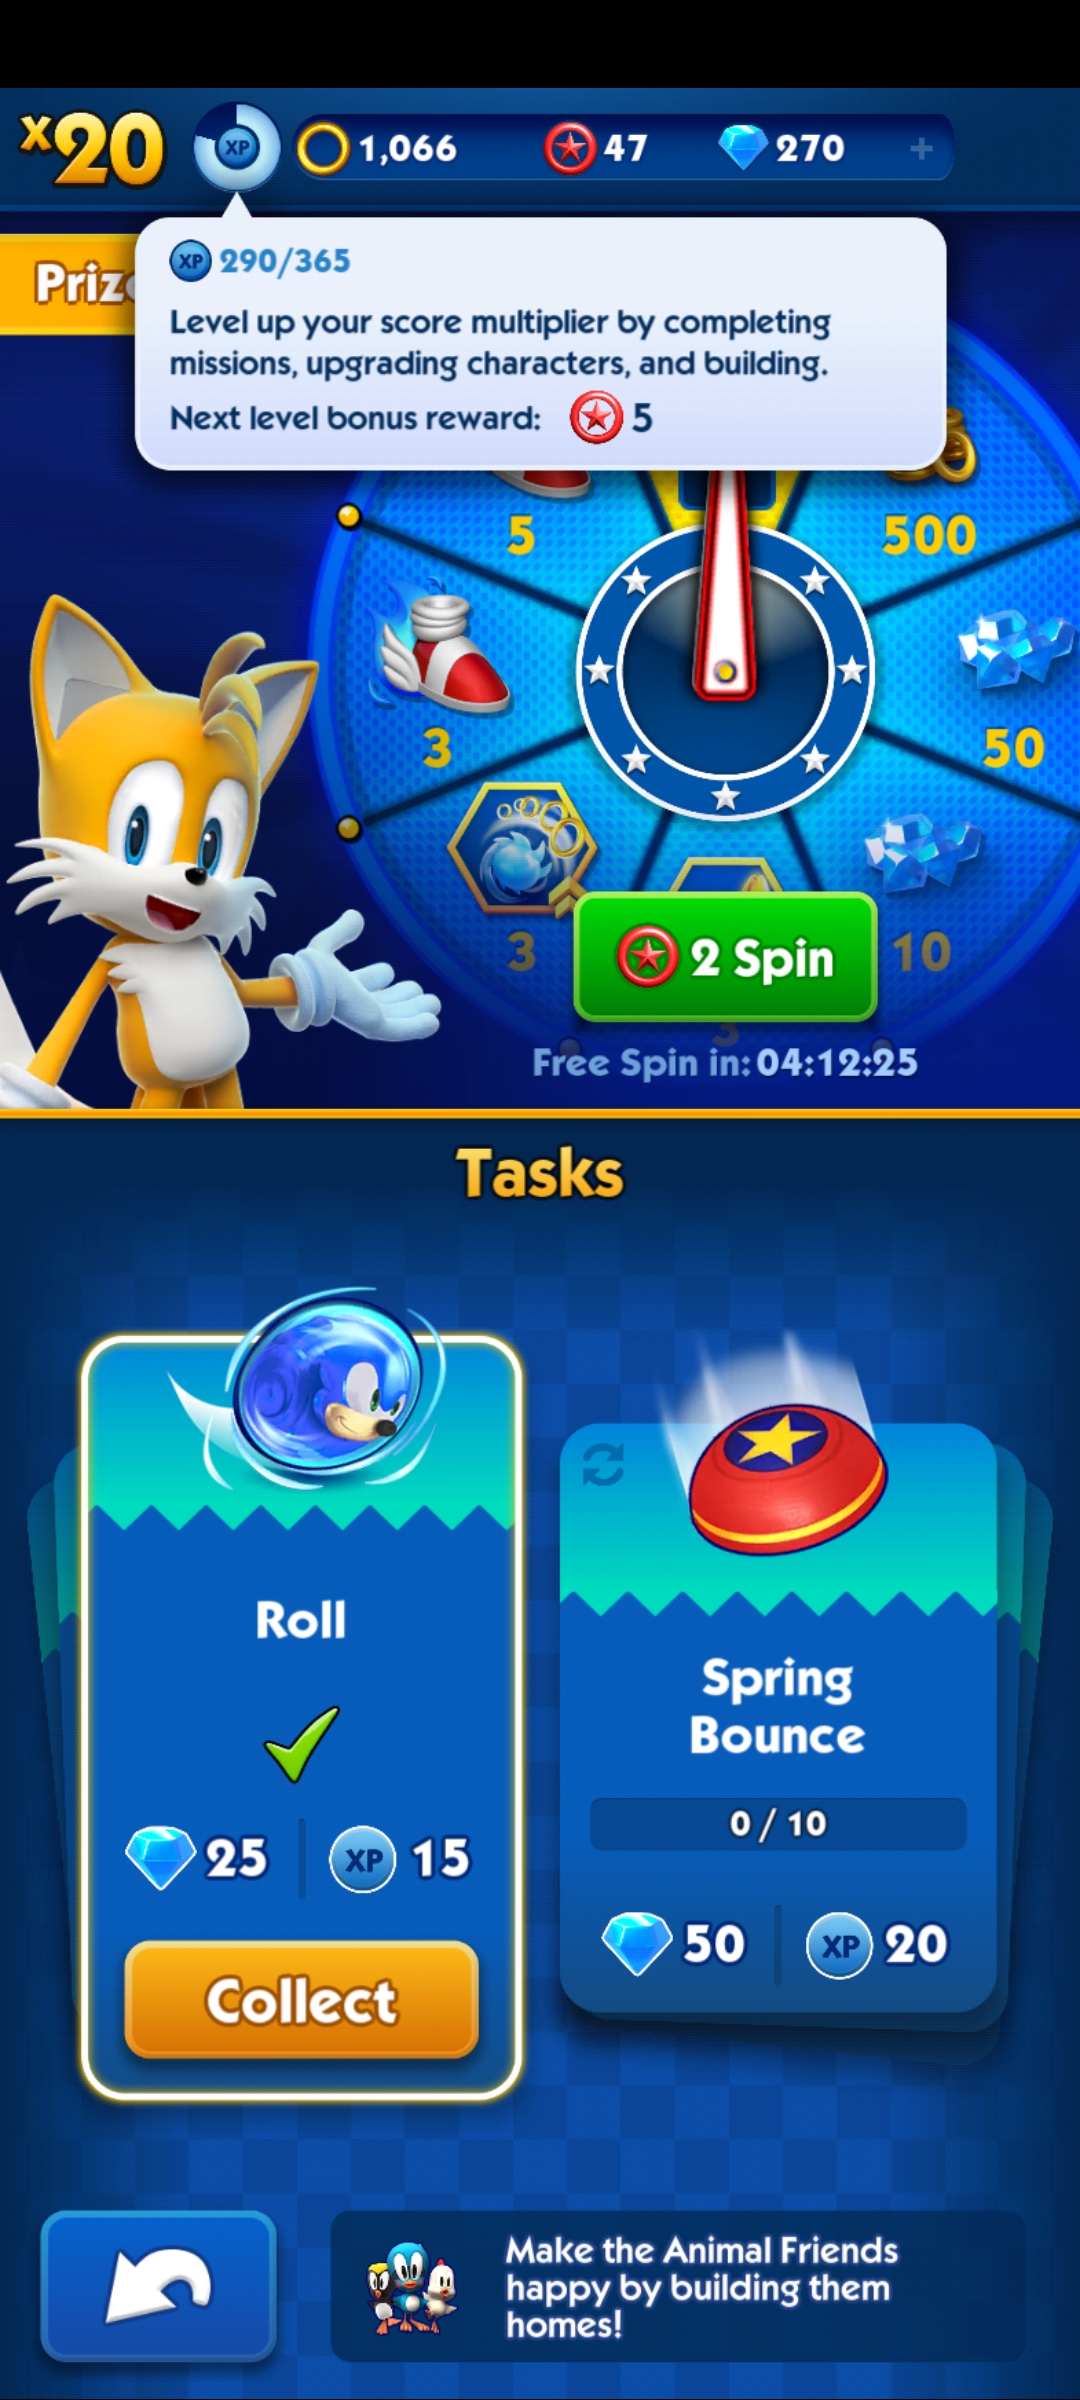 x20
XP
1,066
47
270
XP 290/365
Level up your score multiplier by completing
missions, upgrading characters, and building.
Next level bonus reward: 5
5
500
3
50
3
10
3
2 Spin
Free Spin in: 04:12:25
Tasks
Roll
25
XP 15
Collect
Spring
Bounce
0 / 10
50
XP 20
Make the Animal Friends
happy by building them
homes!